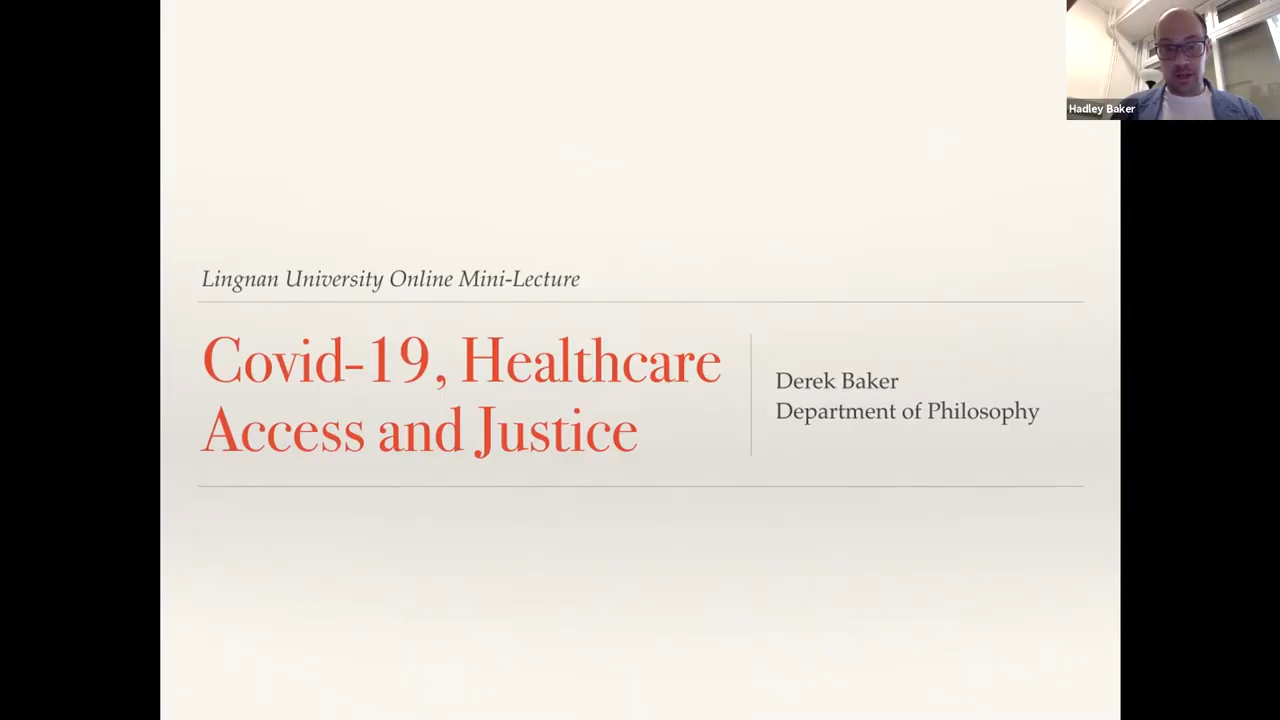 Hadley Baker
Lingnan University Online Mini-Lecture
Covid-19, Healthcare
Access and Justice
Derek Baker
Department of Philosophy